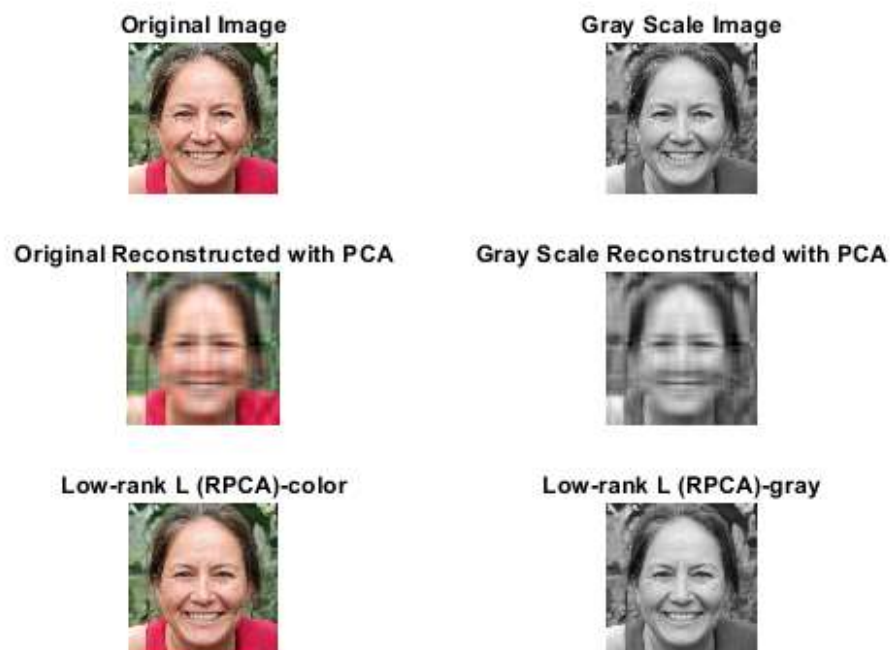 Original Image
Gray Scale Image
Original Reconstructed with PCA
Gray Scale Reconstructed with PCA
Low-rank L (RPCA)-color
Low-rank L (RPCA)-gray